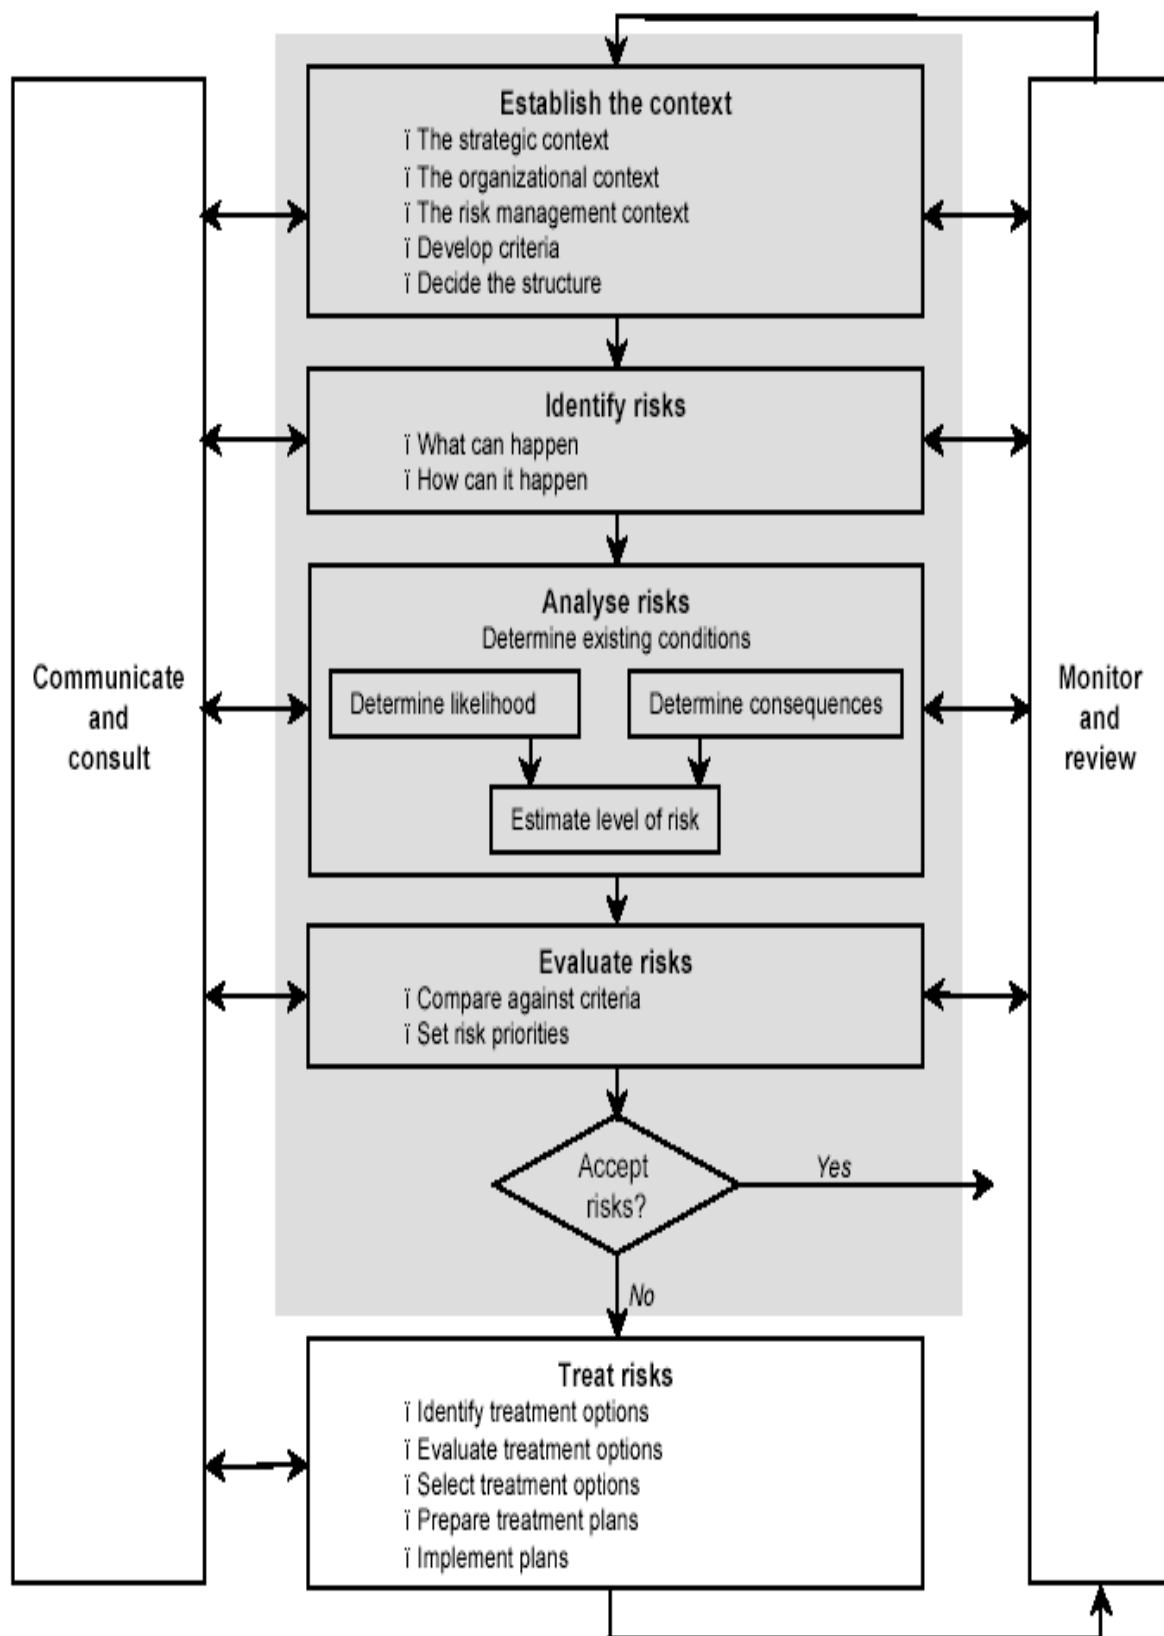 Establish the context
ï The strategic context
ï The organizational context
ï The risk management context
ï Develop criteria
ï Decide the structure
Identify risks
ï What can happen
ï How can it happen
Analyse risks
Determine existing conditions
Determine likelihood
Determine consequences
Estimate level of risk
Communicate
and
consult
Monitor
and
review
Evaluate risks
ï Compare against criteria
ï Set risk priorities
Accept
risks?
Yes
No
Treat risks
ï Identify treatment options
ï Evaluate treatment options
ï Select treatment options
ï Prepare treatment plans
ï Implement plans